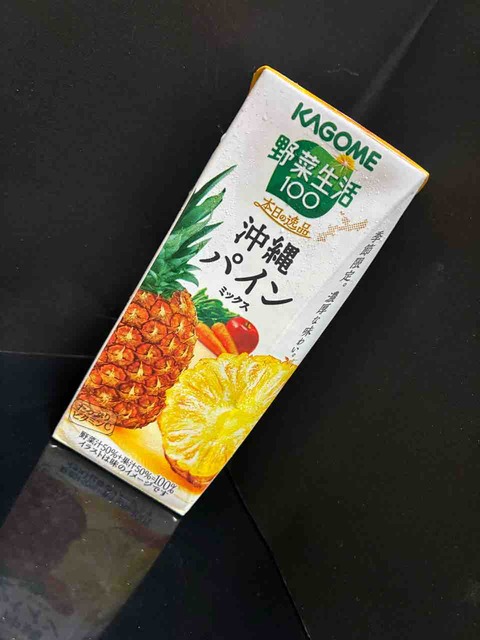 KAGOME
野菜生活
100
本日の逸品
沖縄
パイン
ミックス
季節限定。濃厚な味わい。
野菜汁50%+果汁50%=100%
イラストは味のイメージです